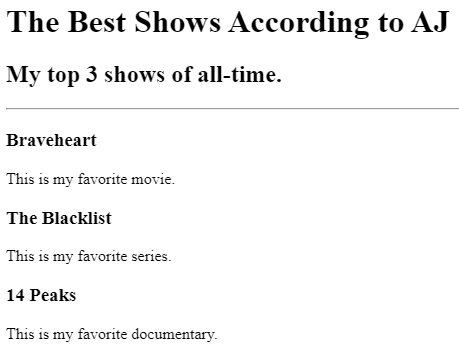 The Best Shows According to AJ
My top 3 shows of all-time.
Braveheart
This is my favorite movie.
The Blacklist
This is my favorite series.
14 Peaks
This is my favorite documentary.